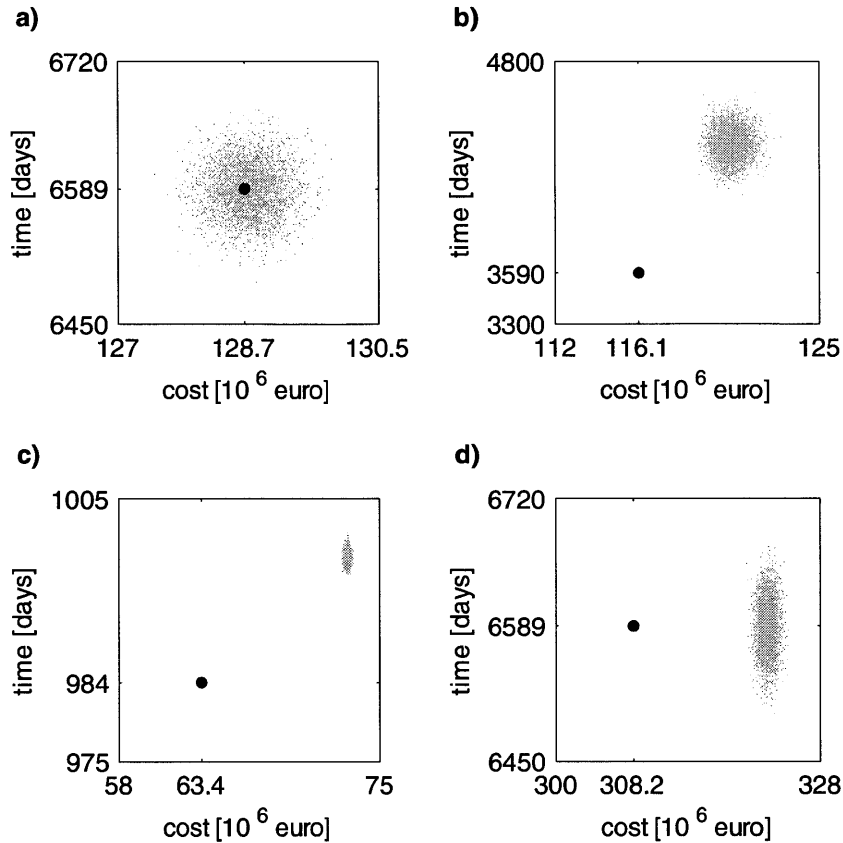 a)
6720
time [days]
6589
6450
127
128.7
130.5
cost [10 6 euro]
b)
4800
time [days]
3590
3300
112
116.1
125
cost [10 6 euro]
c)
1005
time [days]
984
975
58
63.4
75
cost [10 6 euro]
d)
6720
time [days]
6589
6450
300
308.2
328
cost [10 6 euro]